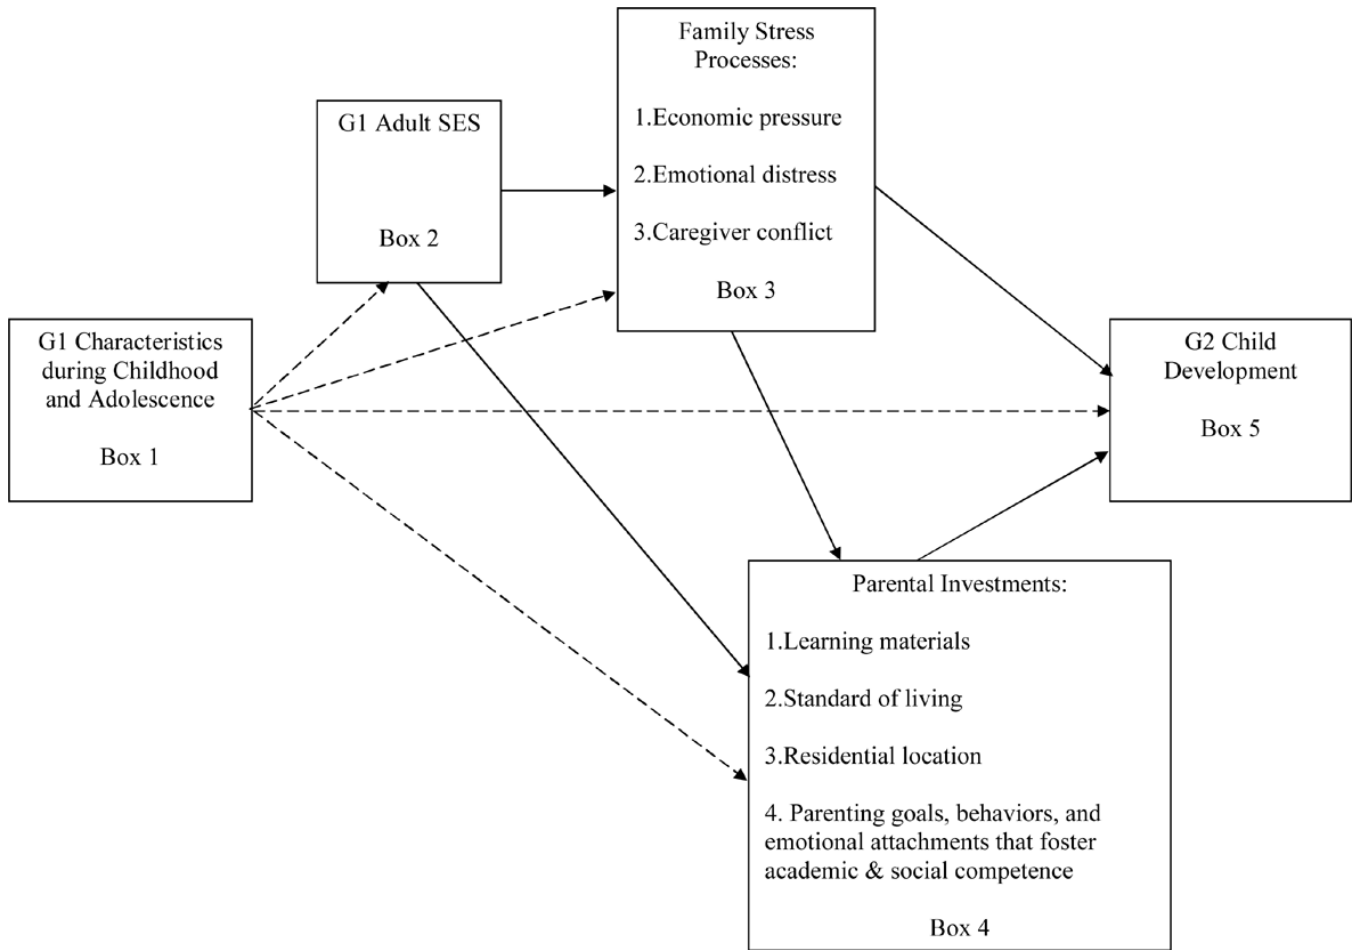 Family Stress
Processes:
1.Economic pressure
2.Emotional distress
3.Caregiver conflict
Box 3
G1 Adult SES
Box 2
G1 Characteristics
during Childhood
and Adolescence
Box 1
G2 Child
Development
Box 5
Parental Investments:
1.Learning materials
2.Standard of living
3.Residential location
4. Parenting goals, behaviors, and
emotional attachments that foster
academic & social competence
Box 4